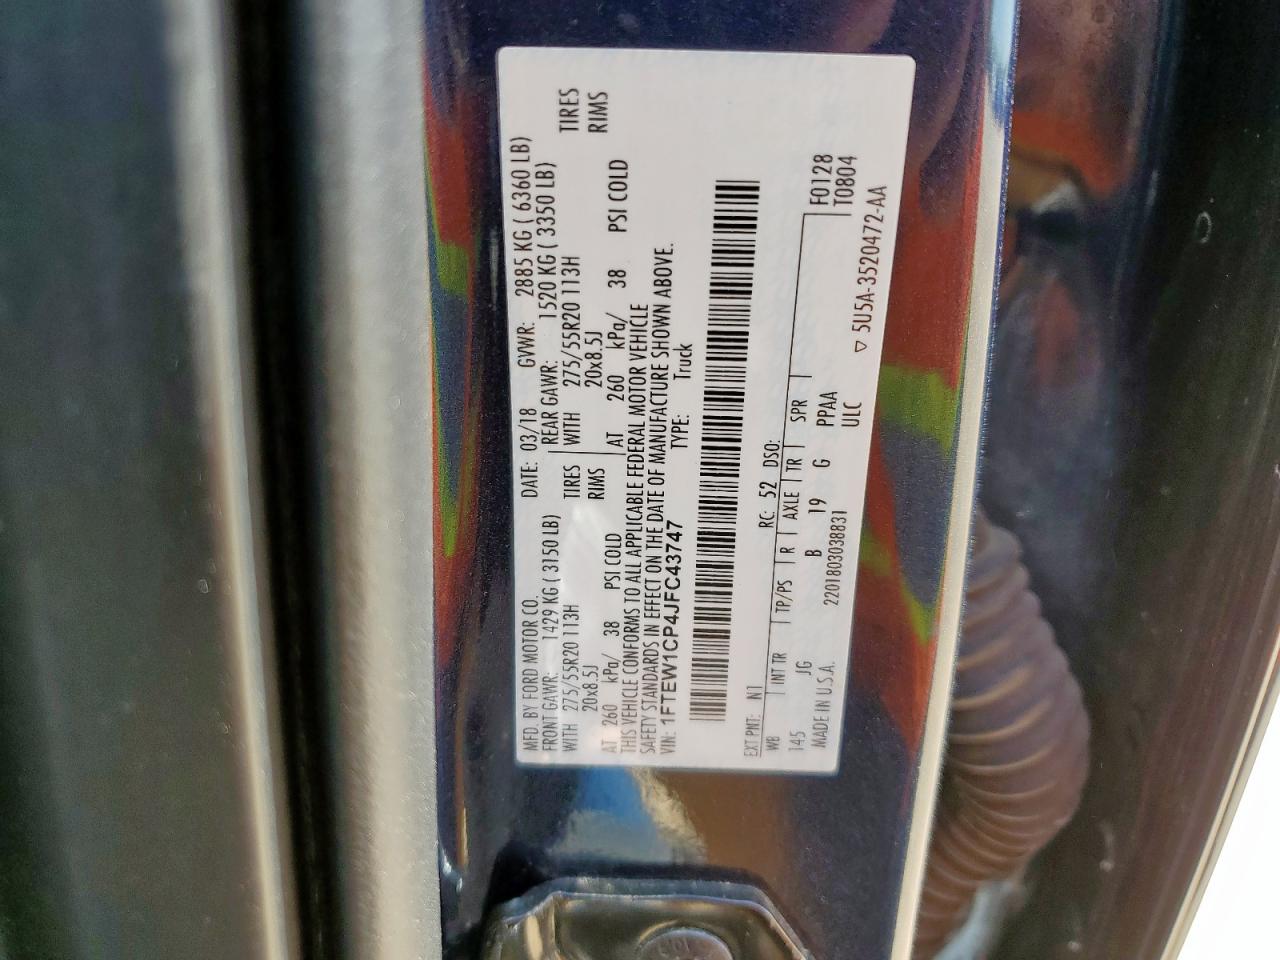 MFD. BY FORD MOTOR CO.
DATE: 03/18 GVWR: 2885 KG ( 6360 LB)
FRONT GAWR: 1429 KG ( 3150 LB) REAR GAWR: 1520 KG ( 3350 LB)
WITH 275/55R20 113H TIRES WITH 275/55R20 113H TIRES
20x8.5J RIMS 20x8.5J RIMS
AT 260 kPa/ 38 PSI COLD AT 260 kPa/ 38 PSI COLD
THIS VEHICLE CONFORMS TO ALL APPLICABLE FEDERAL MOTOR VEHICLE
SAFETY STANDARDS IN EFFECT ON THE DATE OF MANUFACTURE SHOWN ABOVE.
VIN: 1FTEW1CP4JFC43747 TYPE: Truck
EXT PNT: N1 RC: 52 DSO:
WB INT TR TP/PS R AXLE TR SPR F0128
145 JG B 19 G PPAA T0804
MADE IN U.S.A. 2201803038831 ULC
▽ 5U5A-3520472-AA